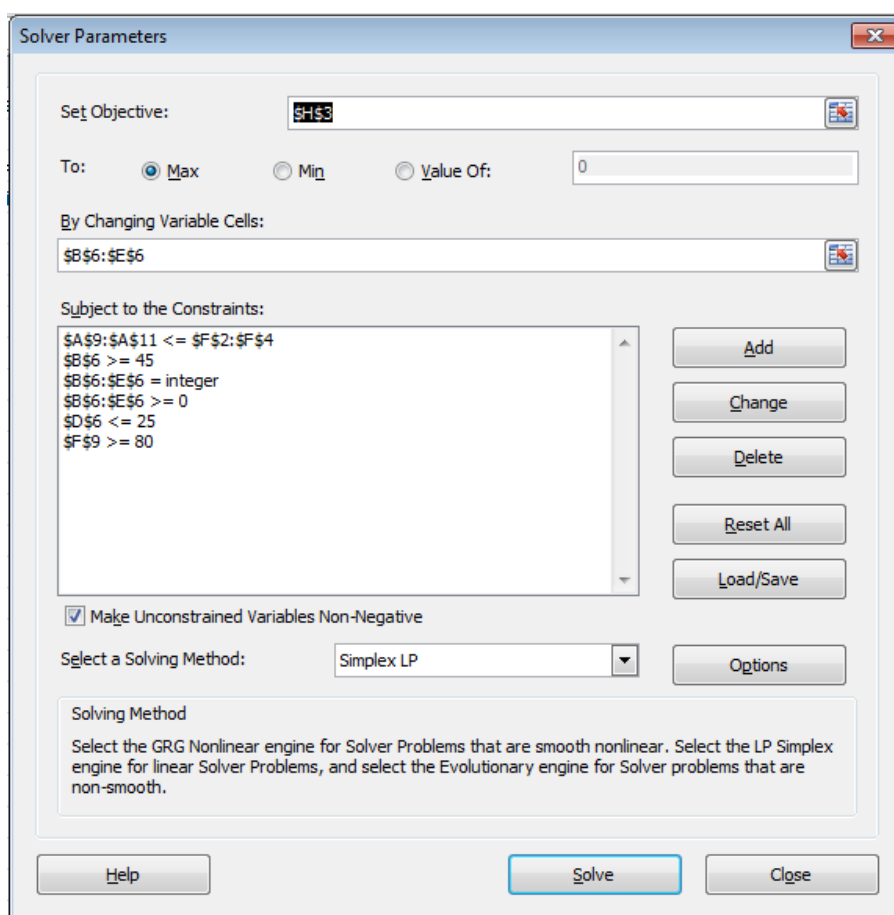 Solver Parameters
Set Objective:
$H$3
To:
Max
Min
Value Of:
0
By Changing Variable Cells:
$B$6:$E$6
Subject to the Constraints:
$A$9:$A$11 <= $F$2:$F$4
$B$6 >= 45
$B$6:$E$6 = integer
$B$6:$E$6 >= 0
$D$6 <= 25
$F$9 >= 80
Add
Change
Delete
Reset All
Load/Save
Make Unconstrained Variables Non-Negative
Select a Solving Method:
Simplex LP
Options
Solving Method
Select the GRG Nonlinear engine for Solver Problems that are smooth nonlinear. Select the LP Simplex
engine for linear Solver Problems, and select the Evolutionary engine for Solver problems that are
non-smooth.
Help
Solve
Close